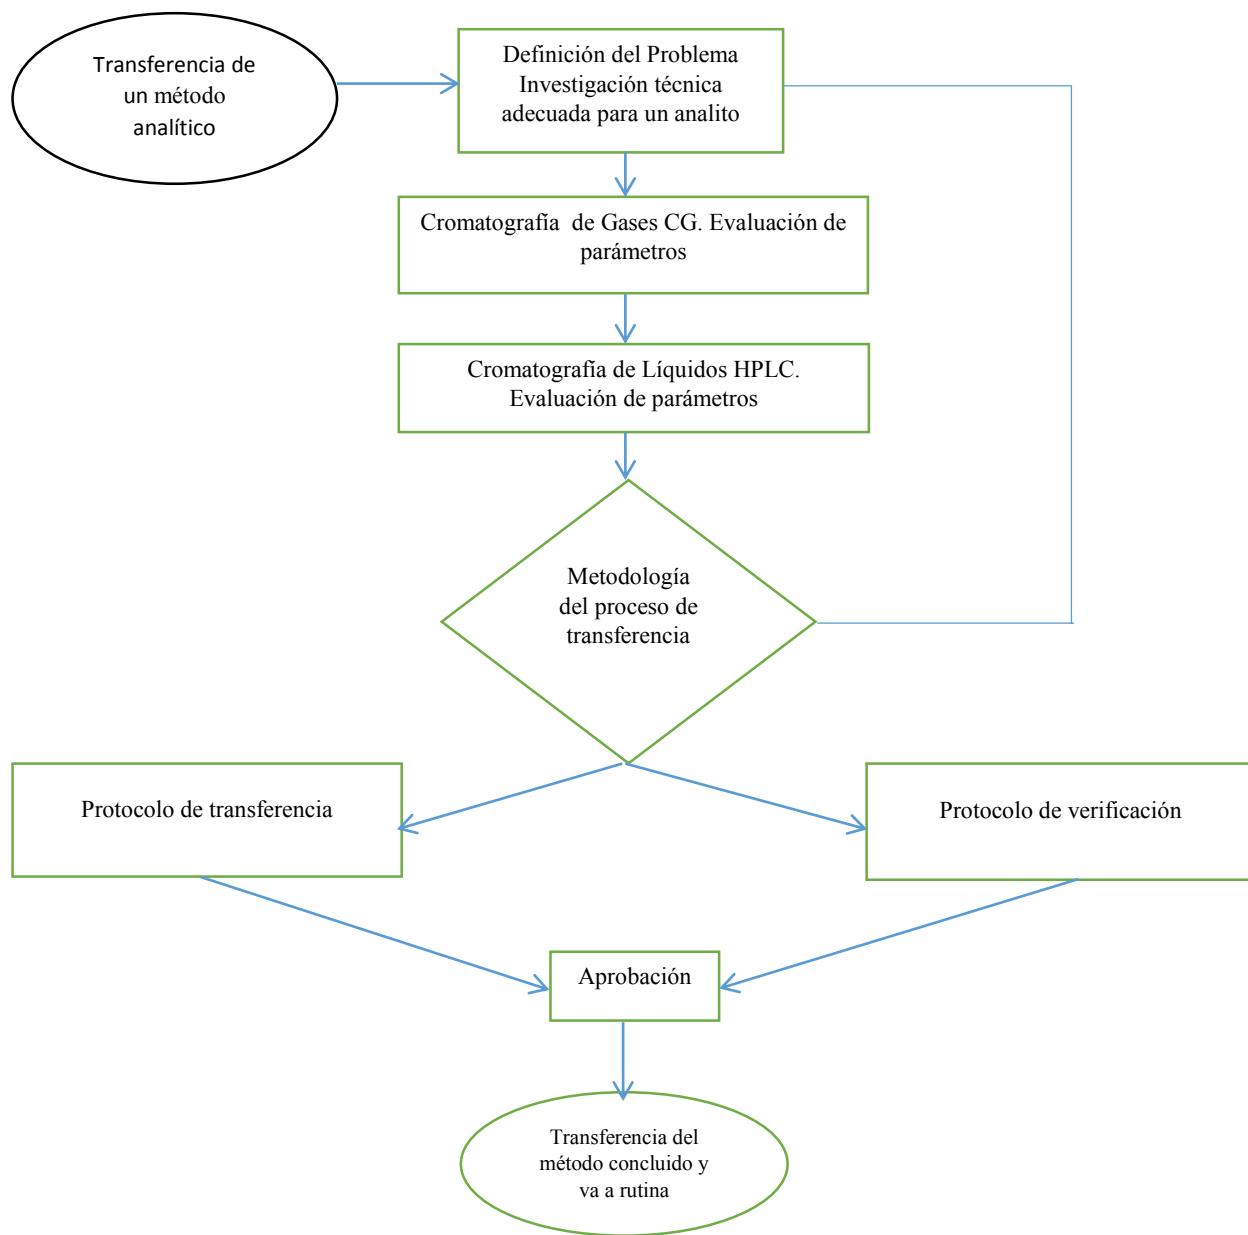 Transferencia de
un método
analítico
Definición del Problema
Investigación técnica
adecuada para un analito
Cromatografía de Gases CG. Evaluación de
parámetros
Cromatografía de Líquidos HPLC.
Evaluación de parámetros
Metodología
del proceso de
transferencia
Protocolo de transferencia
Protocolo de verificación
Aprobación
Transferencia del
método concluido y
va a rutina